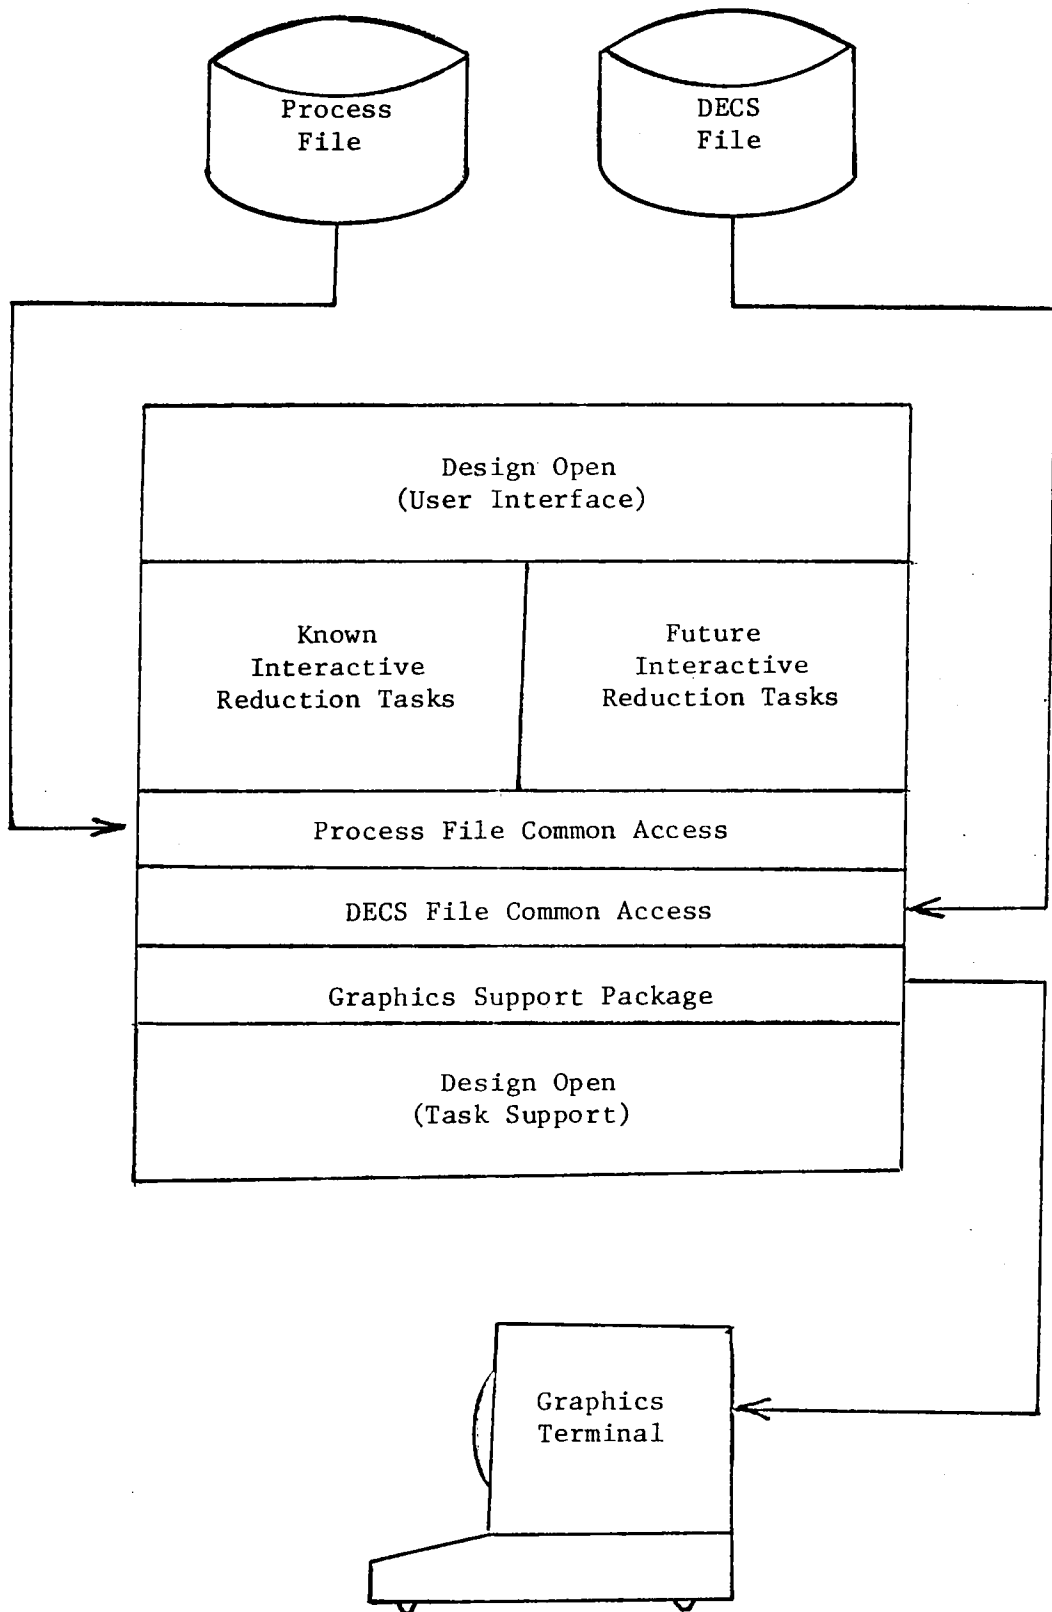 Process
File
DECS
File
Design Open
(User Interface)
Known
Interactive
Reduction Tasks
Future
Interactive
Reduction Tasks
Process File Common Access
DECS File Common Access
Graphics Support Package
Design Open
(Task Support)
Graphics
Terminal